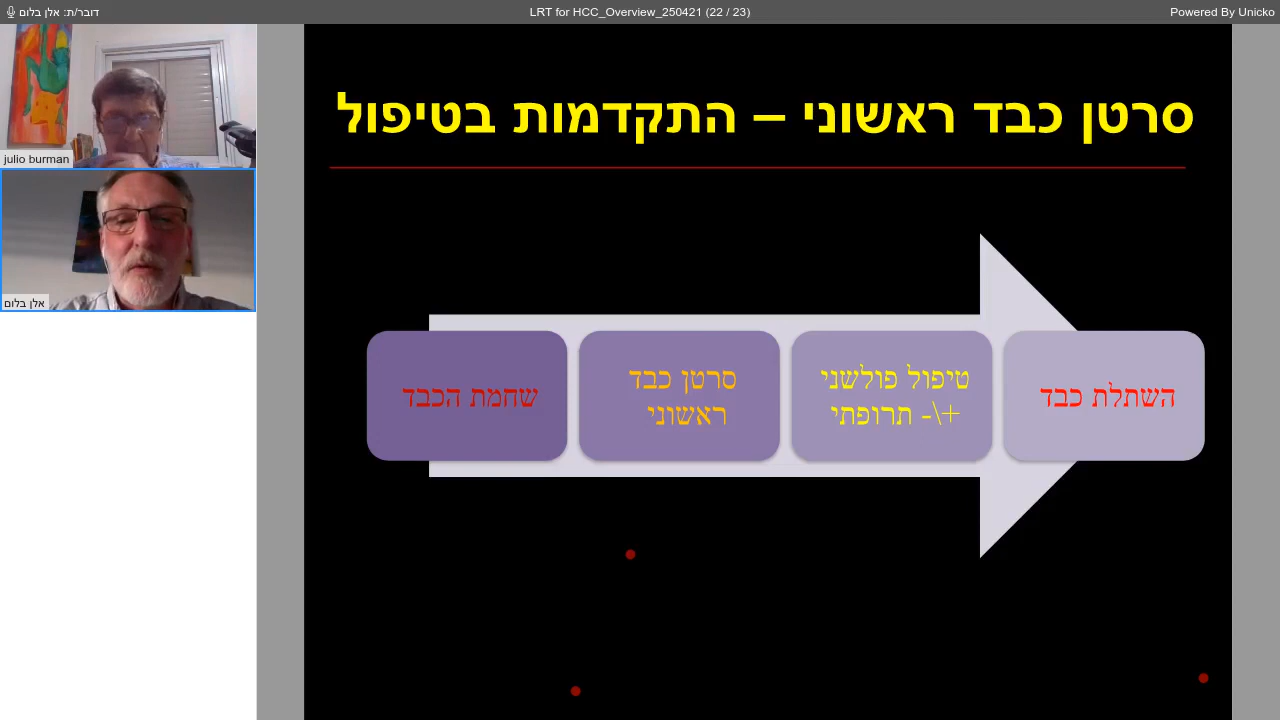 דובר/ת: אלן בלום
LRT for HCC_Overview_250421 (22 / 23)
Powered By Unicko
julio burman
אלן בלום
סרטן כבד ראשוני – התקדמות בטיפול
שחמת הכבד
סרטן כבד
ראשוני
טיפול פולשני
+\- תרופתי
השתלת כבד